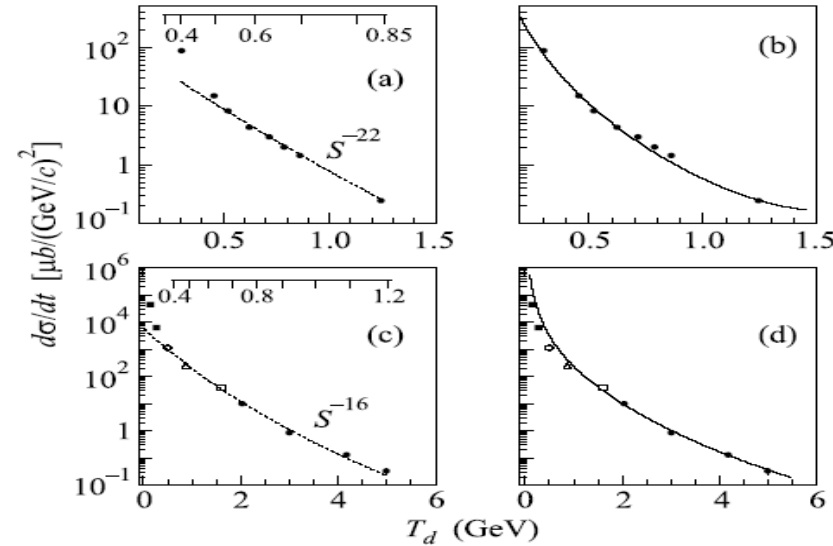 0.4 0.6 0.85
10^2
10
1
10^-1
(a)
S^-22
0.5 1.0 1.5
(b)
0.5 1.0 1.5
dσ/dt [μb/(GeV/c)^2
10^6
10^4
10^2
1
10^-1
0.4 0.8 1.2
(c)
S^-16
0 2 4 6
(d)
0 2 4 6
T_d (GeV)